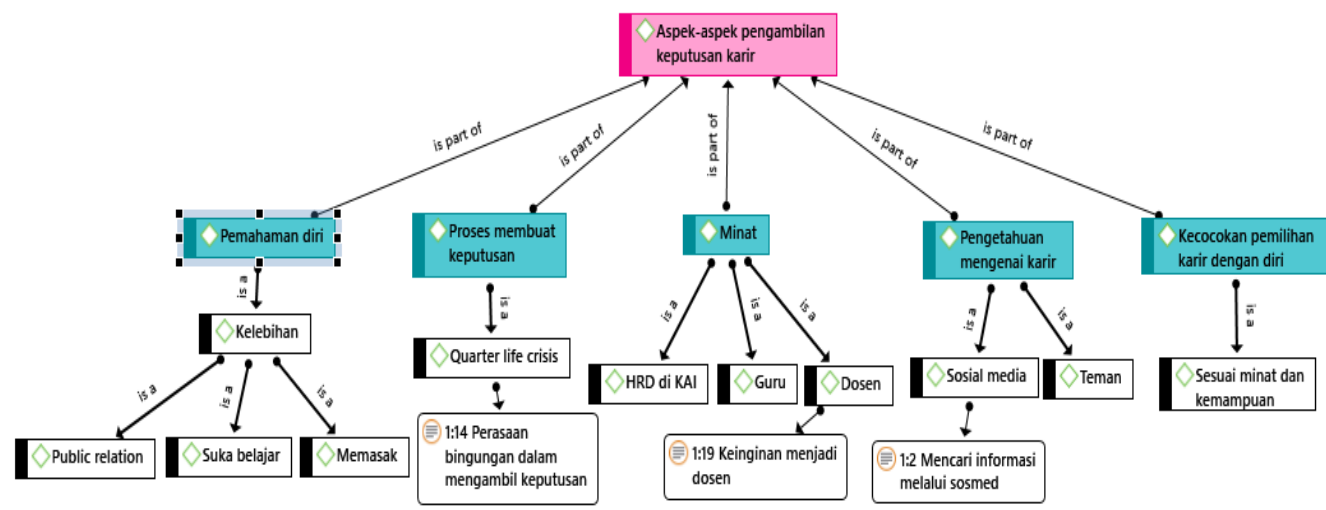 Aspek-aspek pengambilan
keputusan karir
is part of
is part of
is part of
is part of
is part of
Pemahaman diri
Proses membuat
keputusan
Minat
Pengetahuan
mengenai karir
Kecocokan pemilihan
karir dengan diri
is a
is a
is a
is a
is a
is a
is a
is a
Kelebihan
Quarter life crisis
HRD di KAI
Guru
Dosen
Sosial media
Teman
Sesuai minat dan
kemampuan
is a
is a
is a
Public relation
Suka belajar
Memasak
1:14 Perasaan
bingungan dalam
mengambil keputusan
1:19 Keinginan menjadi
dosen
1:2 Mencari informasi
melalui sosmed